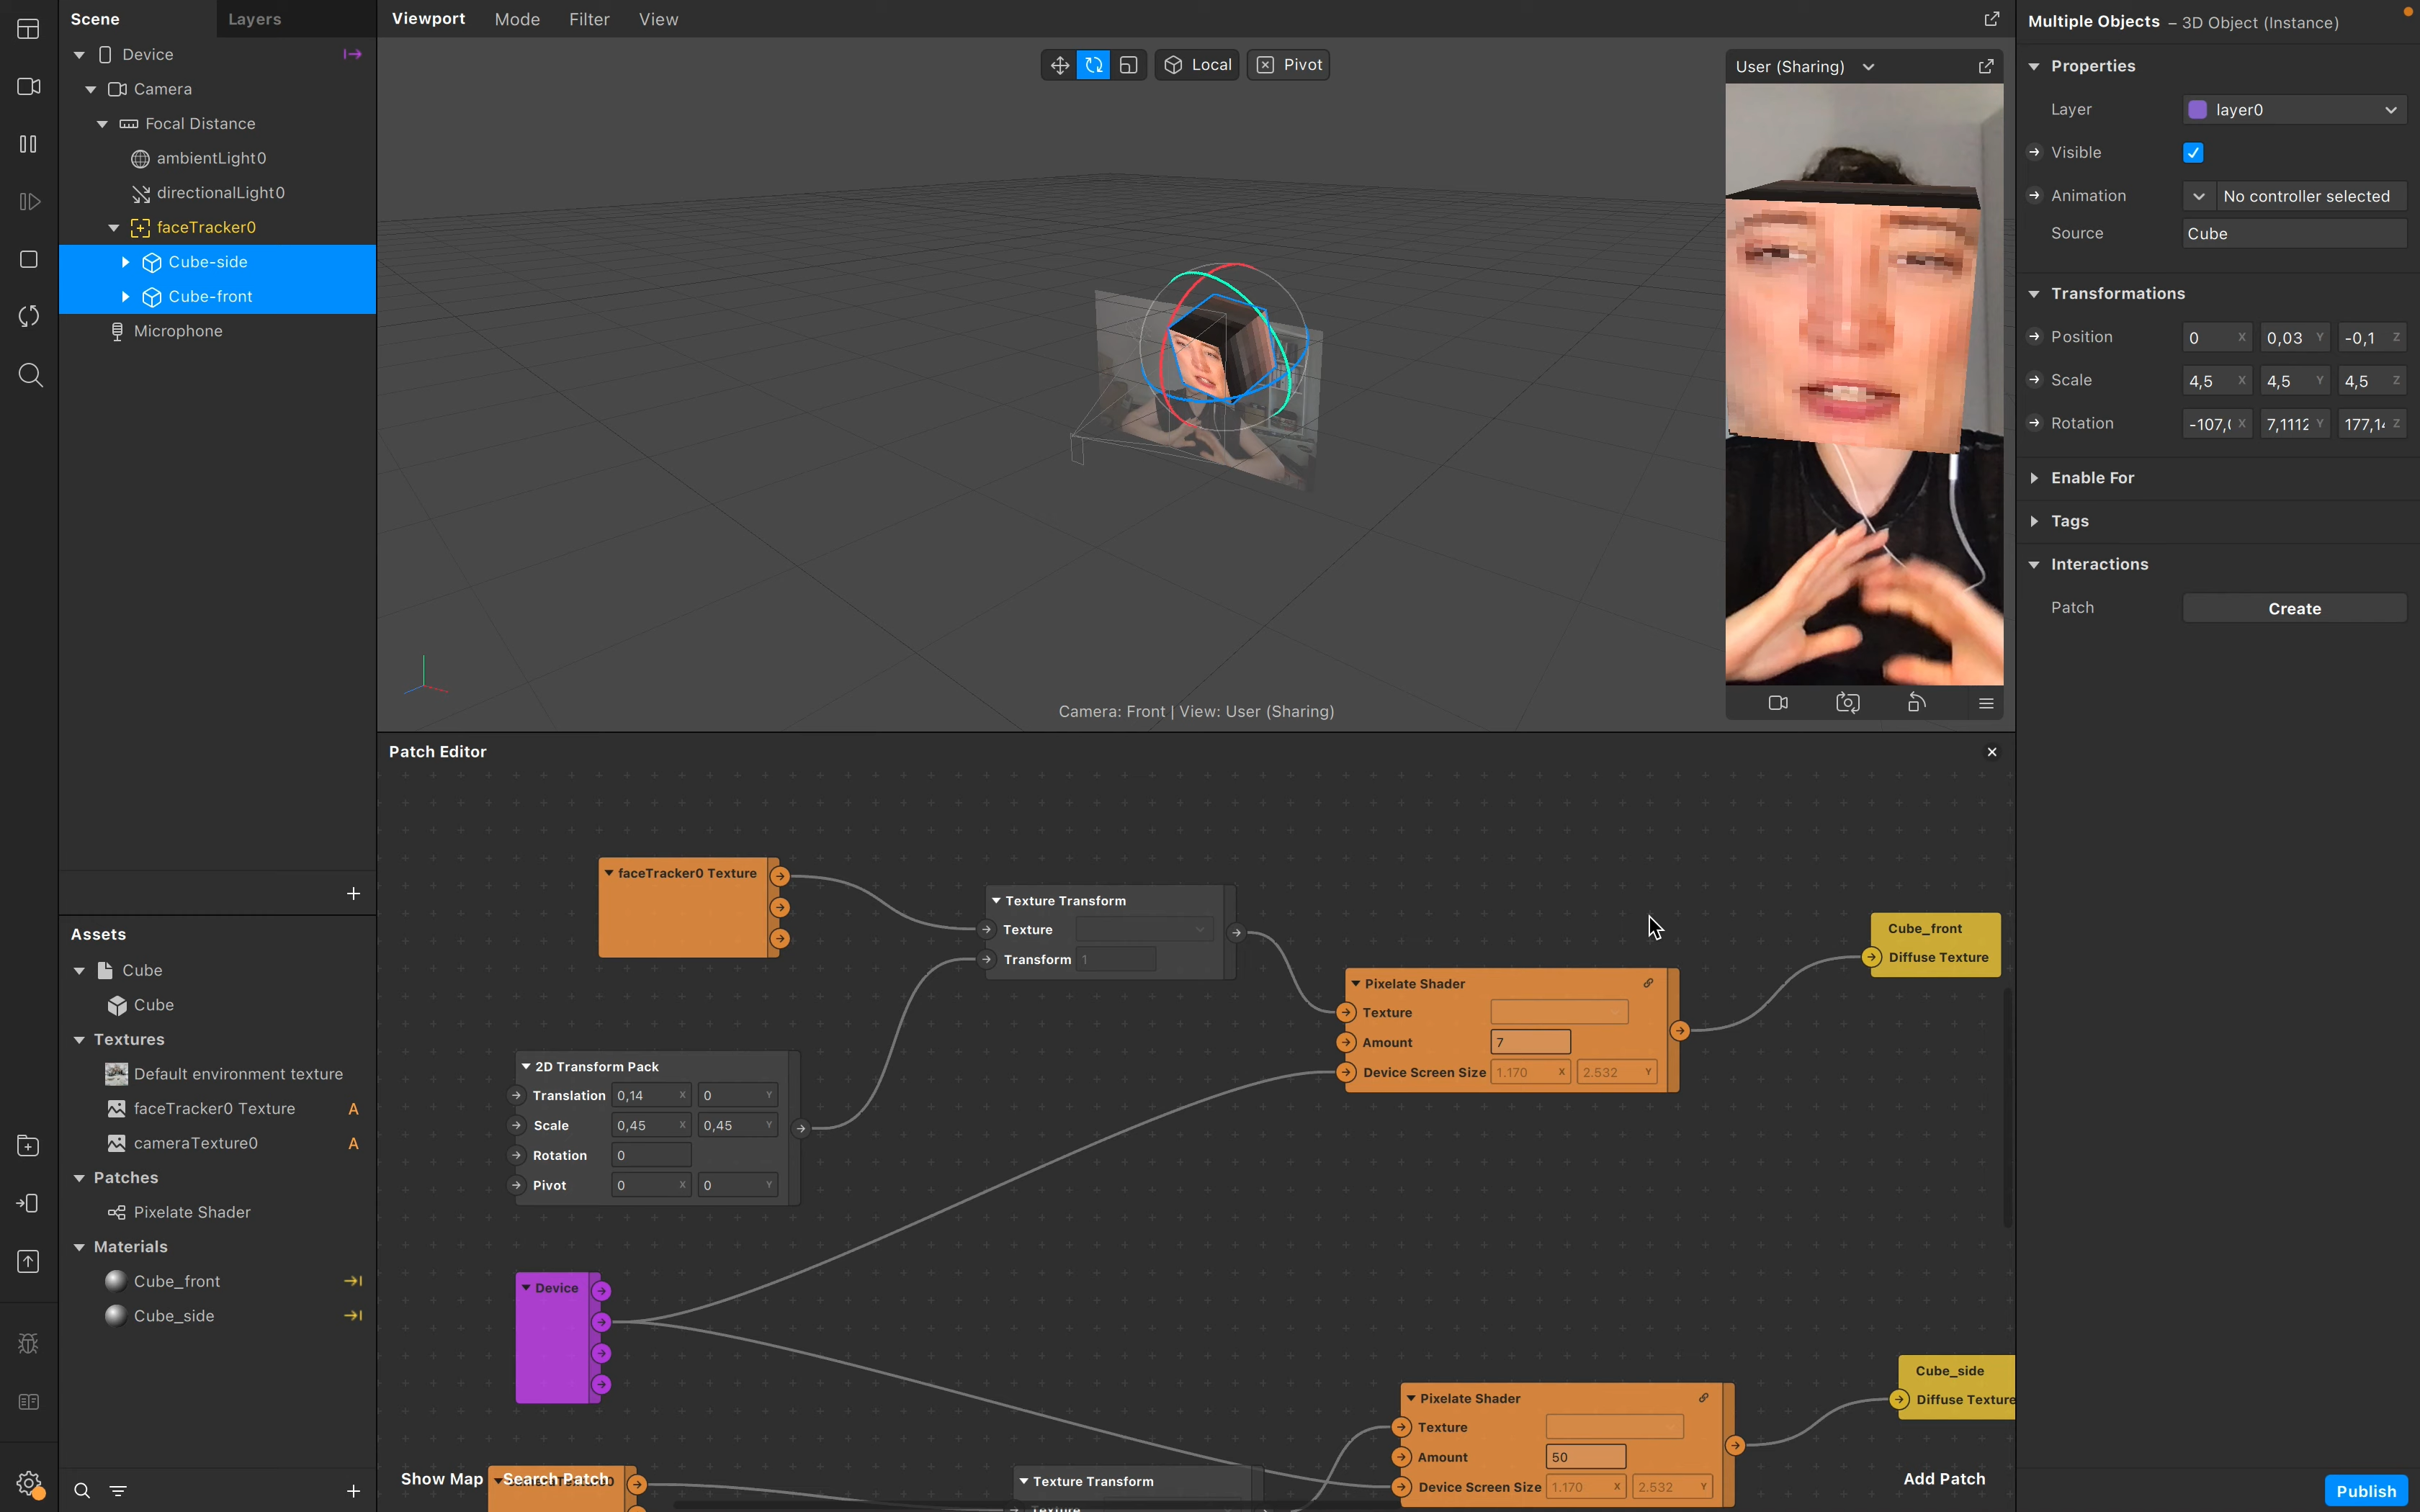 Scene
Layers
Device
Camera
Focal Distance
ambientLight0
directionalLight0
faceTracker0
Cube-side
Cube-front
Microphone
Assets
Cube
Cube
Textures
Default environment texture
faceTracker0 Texture A
cameraTexture0 A
Patches
Pixelate Shader
Materials
Cube_front
Cube_side
Viewport Mode Filter View
Local
Pivot
User (Sharing)
Camera: Front | View: User (Sharing)
Patch Editor
faceTracker0 Texture
Texture Transform
Texture
Transform 1
2D Transform Pack
Translation 0,14 X 0 Y
Scale 0,45 X 0,45 Y
Rotation 0
Pivot 0 X 0 Y
Pixelate Shader
Texture
Amount 7
Device Screen Size 1.170 X 2.532 Y
Cube_front
Diffuse Texture
Device
Pixelate Shader
Texture
Amount 50
Device Screen Size 1.170 X 2.532 Y
Cube_side
Diffuse Texture
Texture Transform
Texture
Show Map
Search Patch
Add Patch
Multiple Objects – 3D Object (Instance)
Properties
Layer layer0
Visible
Animation No controller selected
Source Cube
Transformations
Position 0 X 0,03 Y -0,1 Z
Scale 4,5 X 4,5 Y 4,5 Z
Rotation -107,( X 7,1112 Y 177,14 Z
Enable For
Tags
Interactions
Patch Create
Publish